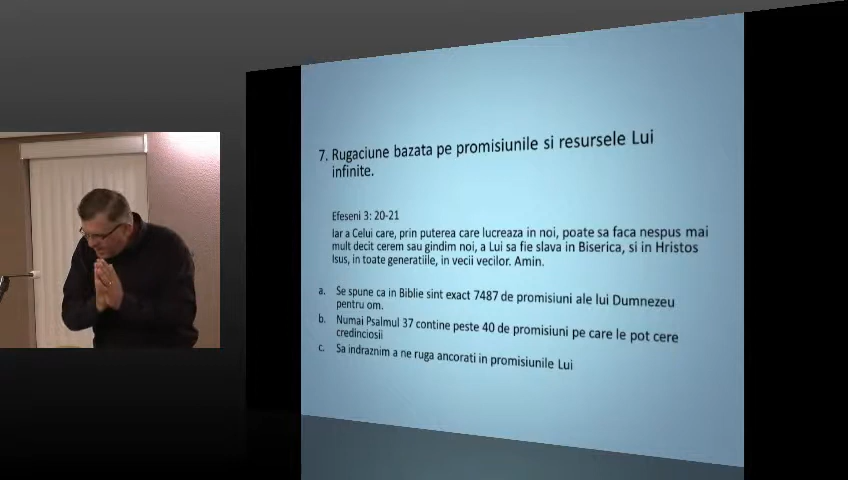 7. Rugaciune bazata pe promisiunile si resursele Lui
infinite.
Efeseni 3: 20-21
Iar a Celui care, prin puterea care lucreaza in noi, poate sa faca nespus mai
mult decit cerem sau gindim noi, a Lui sa fie slava in Biserica, si in Hristos
Isus, in toate generatiile, in vecii vecilor. Amin.
a. Se spune ca in Biblie sint exact 7487 de promisiuni ale lui Dumnezeu
pentru om.
b. Numai Psalmul 37 contine peste 40 de promisiuni pe care le pot cere
credinciosii
c. Sa indraznim a ne ruga ancorati in promisiunile Lui